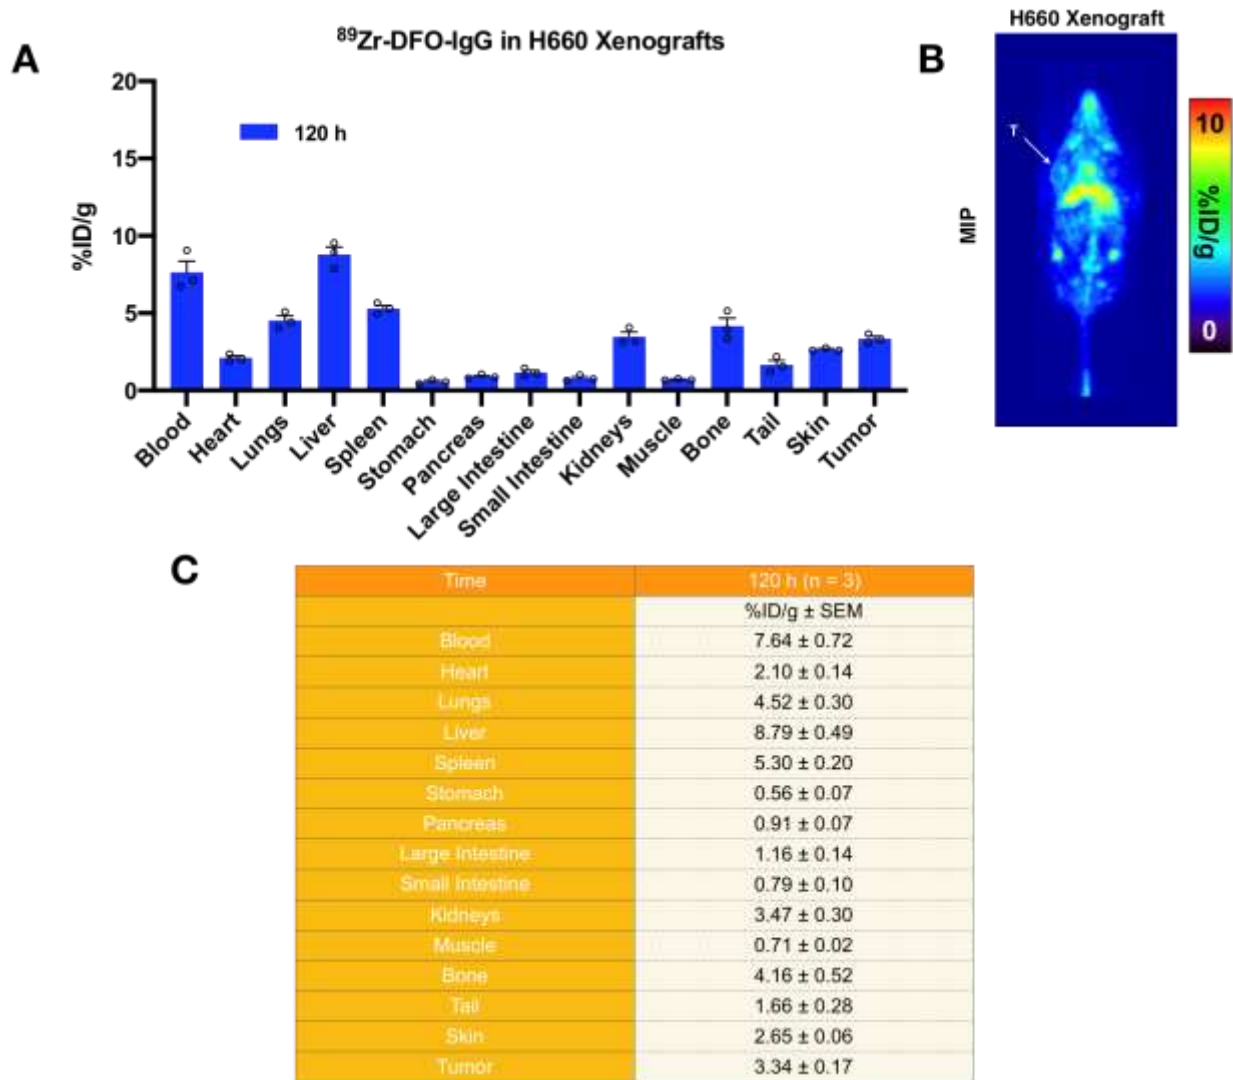 A
⁸⁹Zr-DFO-IgG in H660 Xenografts
20
15
10
5
0
%ID/g
120 h
Blood
Heart
Lungs
Liver
Spleen
Stomach
Pancreas
Large Intestine
Small Intestine
Kidneys
Muscle
Bone
Tail
Skin
Tumor
B
H660 Xenograft
T
MIP
10
%ID/g
0
C
Time 120 h (n = 3)
%ID/g ± SEM
Blood 7.64 ± 0.72
Heart 2.10 ± 0.14
Lungs 4.52 ± 0.30
Liver 8.79 ± 0.49
Spleen 5.30 ± 0.20
Stomach 0.56 ± 0.07
Pancreas 0.91 ± 0.07
Large Intestine 1.16 ± 0.14
Small Intestine 0.79 ± 0.10
Kidneys 3.47 ± 0.30
Muscle 0.71 ± 0.02
Bone 4.16 ± 0.52
Tail 1.66 ± 0.28
Skin 2.65 ± 0.06
Tumor 3.34 ± 0.17